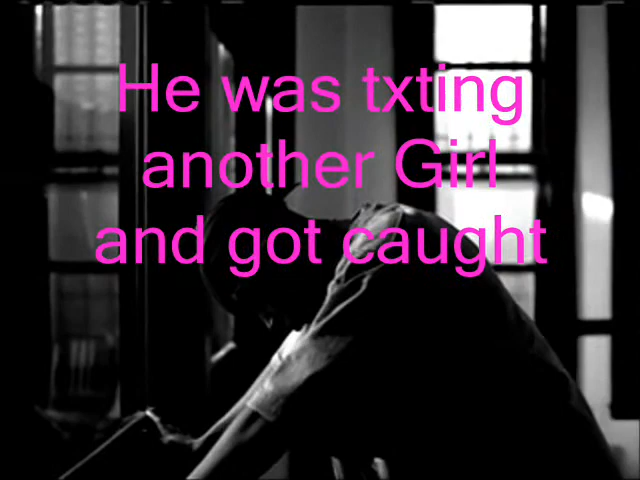 He was txting
another Girl
and got caught